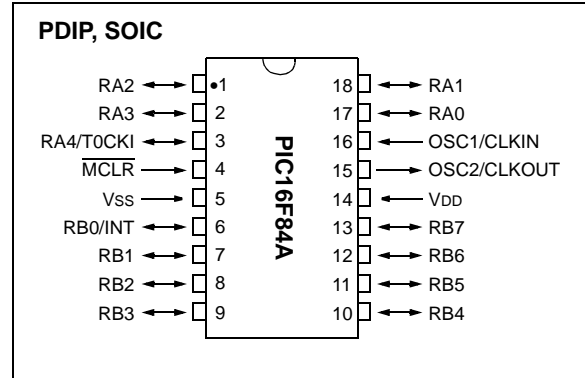 PDIP, SOIC
RA2 •1 18 RA1
RA3 2 17 RA0
RA4/T0CKI 3 16 OSC1/CLKIN
MCLR 4 15 OSC2/CLKOUT
VSS 5 14 VDD
RB0/INT 6 13 RB7
RB1 7 12 RB6
RB2 8 11 RB5
RB3 9 10 RB4
PIC16F84A